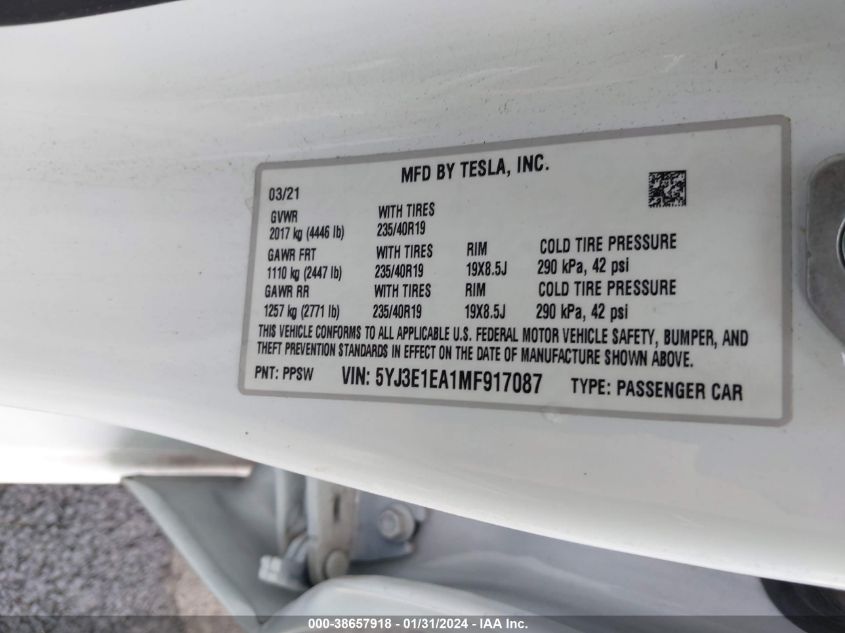 MFD BY TESLA, INC.
03/21
GVWR WITH TIRES
2017 kg (4446 lb) 235/40R19
GAWR FRT WITH TIRES RIM COLD TIRE PRESSURE
1110 kg (2447 lb) 235/40R19 19X8.5J 290 kPa, 42 psi
GAWR RR WITH TIRES RIM COLD TIRE PRESSURE
1257 kg (2771 lb) 235/40R19 19X8.5J 290 kPa, 42 psi
THIS VEHICLE CONFORMS TO ALL APPLICABLE U.S. FEDERAL MOTOR VEHICLE SAFETY, BUMPER, AND
THEFT PREVENTION STANDARDS IN EFFECT ON THE DATE OF MANUFACTURE SHOWN ABOVE.
PNT: PPSW VIN: 5YJ3E1EA1MF917087 TYPE: PASSENGER CAR
000-38657918 - 01/31/2024 - IAA Inc.